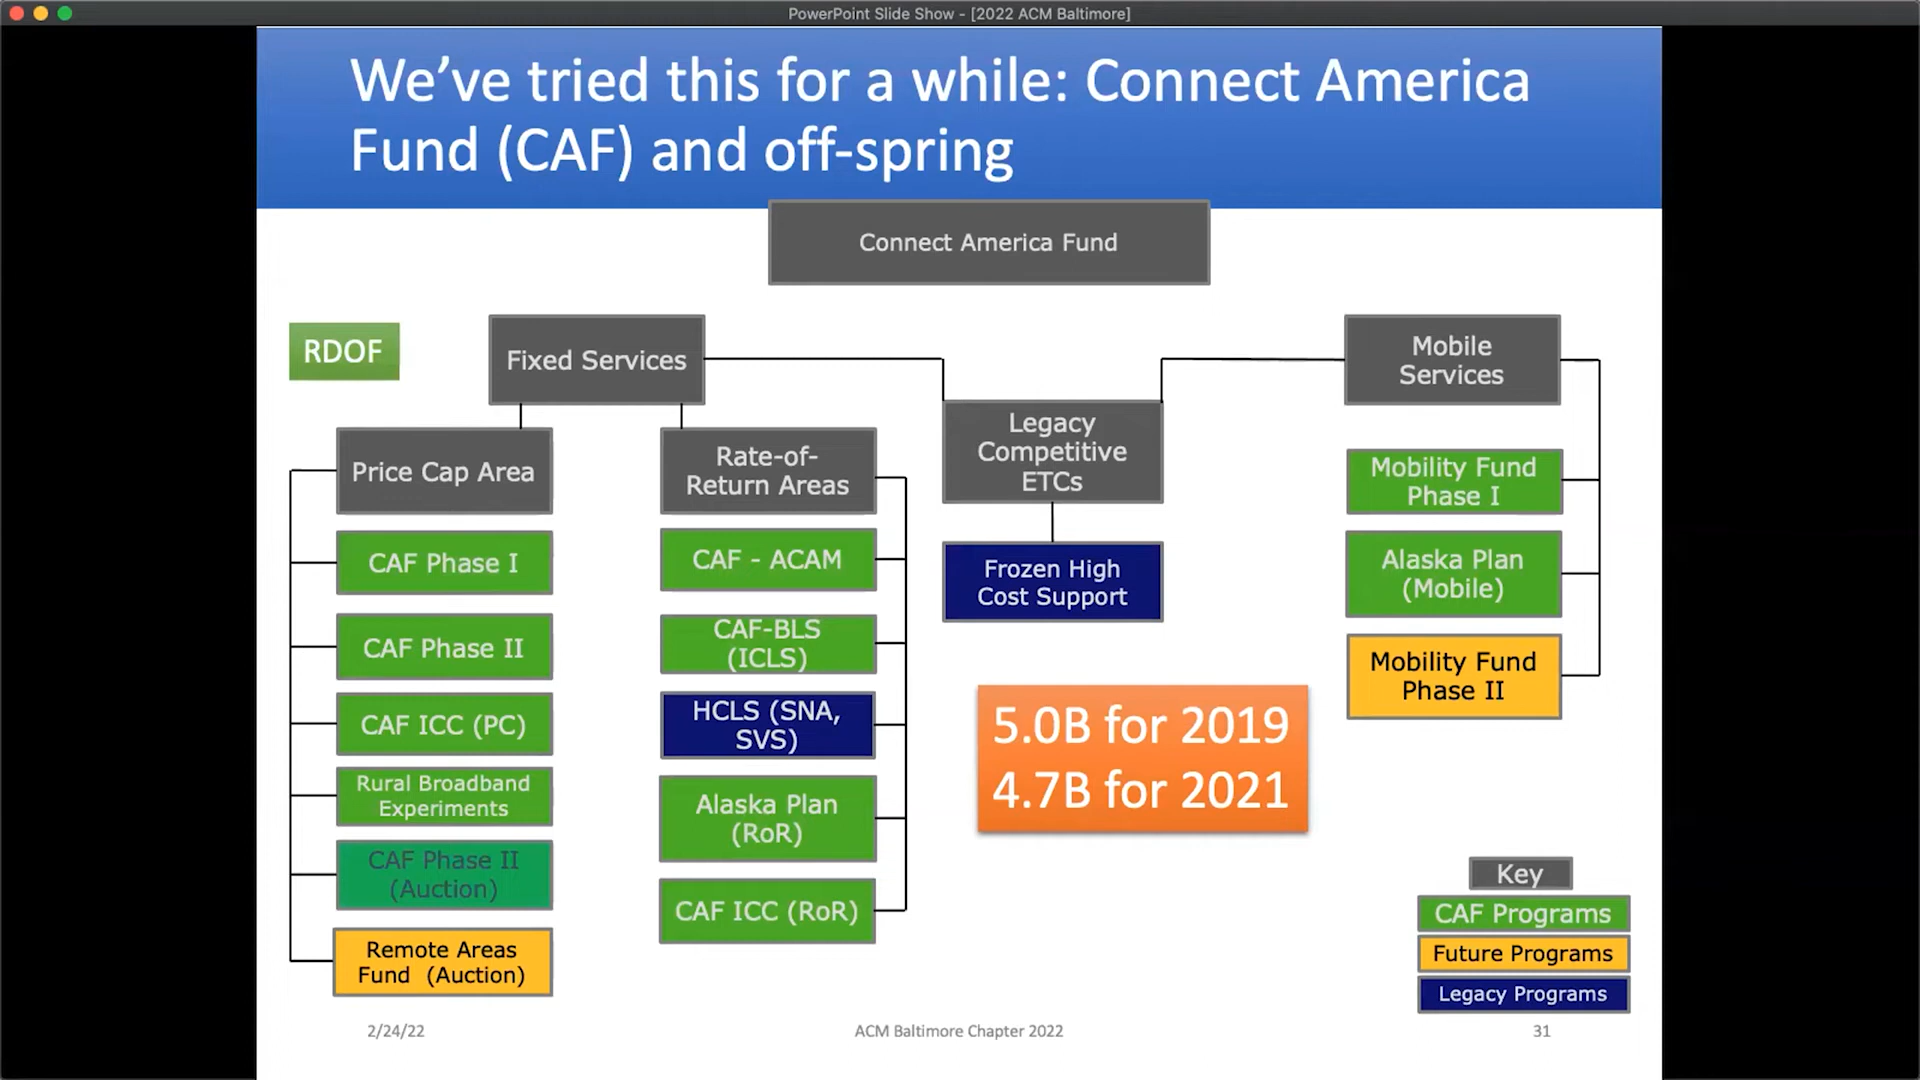 PowerPoint Slide Show - [2022 ACM Baltimore]
We’ve tried this for a while: Connect America
Fund (CAF) and off-spring
Connect America Fund
RDOF
Fixed Services
Mobile
Services
Legacy
Competitive
ETCs
Price Cap Area
Rate-of-
Return Areas
CAF Phase I
CAF Phase II
CAF ICC (PC)
Rural Broadband
Experiments
CAF Phase II
(Auction)
Remote Areas
Fund (Auction)
CAF - ACAM
CAF-BLS
(ICLS)
HCLS (SNA,
SVS)
Alaska Plan
(RoR)
CAF ICC (RoR)
Frozen High
Cost Support
Mobility Fund
Phase I
Alaska Plan
(Mobile)
Mobility Fund
Phase II
5.0B for 2019
4.7B for 2021
Key
CAF Programs
Future Programs
Legacy Programs
2/24/22
ACM Baltimore Chapter 2022
31